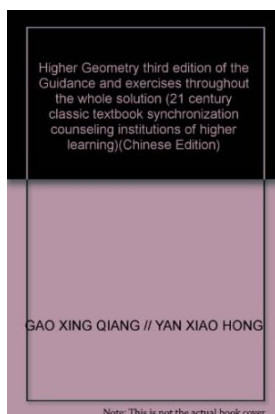 Higher Geometry third edition of the
Guidance and exercises throughout
the whole solution (21 century
classic textbook synchronization
counseling institutions of higher
learning)(Chinese Edition)
GAO XING QIANG // YAN XIAO HONG
Note: This is not the actual book cover